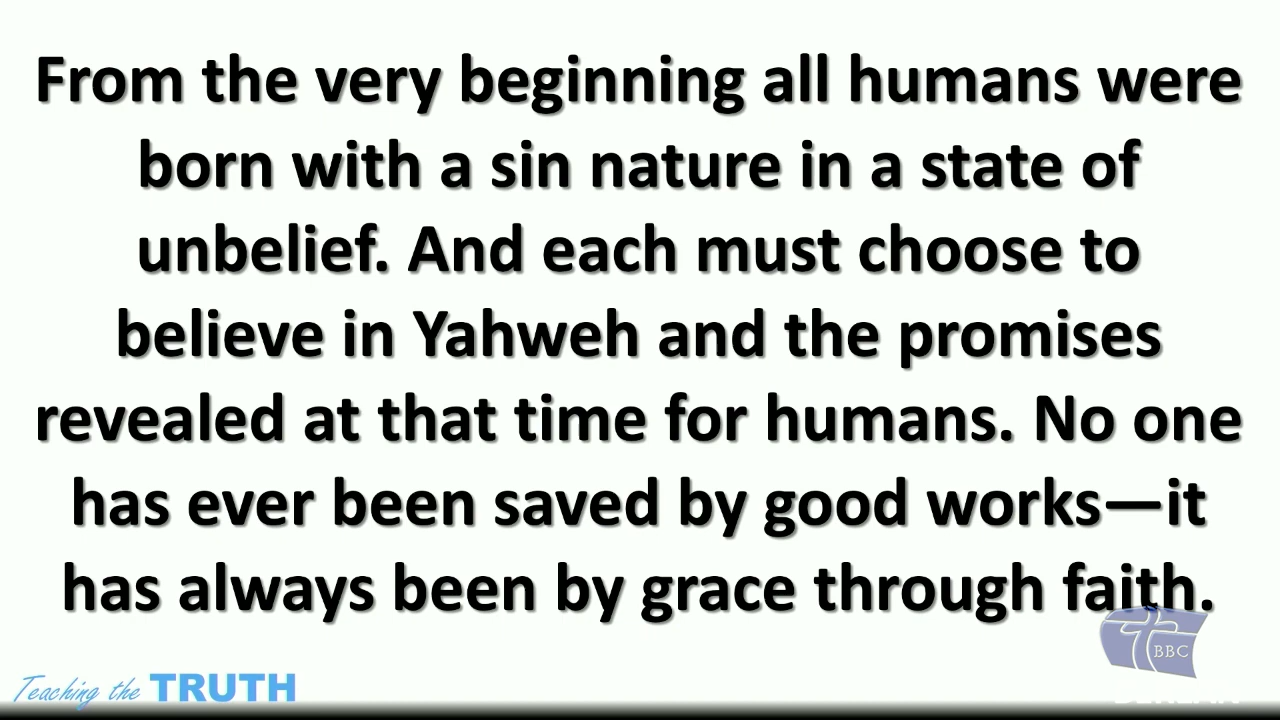 From the very beginning all humans were
born with a sin nature in a state of
unbelief. And each must choose to
believe in Yahweh and the promises
revealed at that time for humans. No one
has ever been saved by good works—it
has always been by grace through faith.
BBC
Teaching the TRUTH